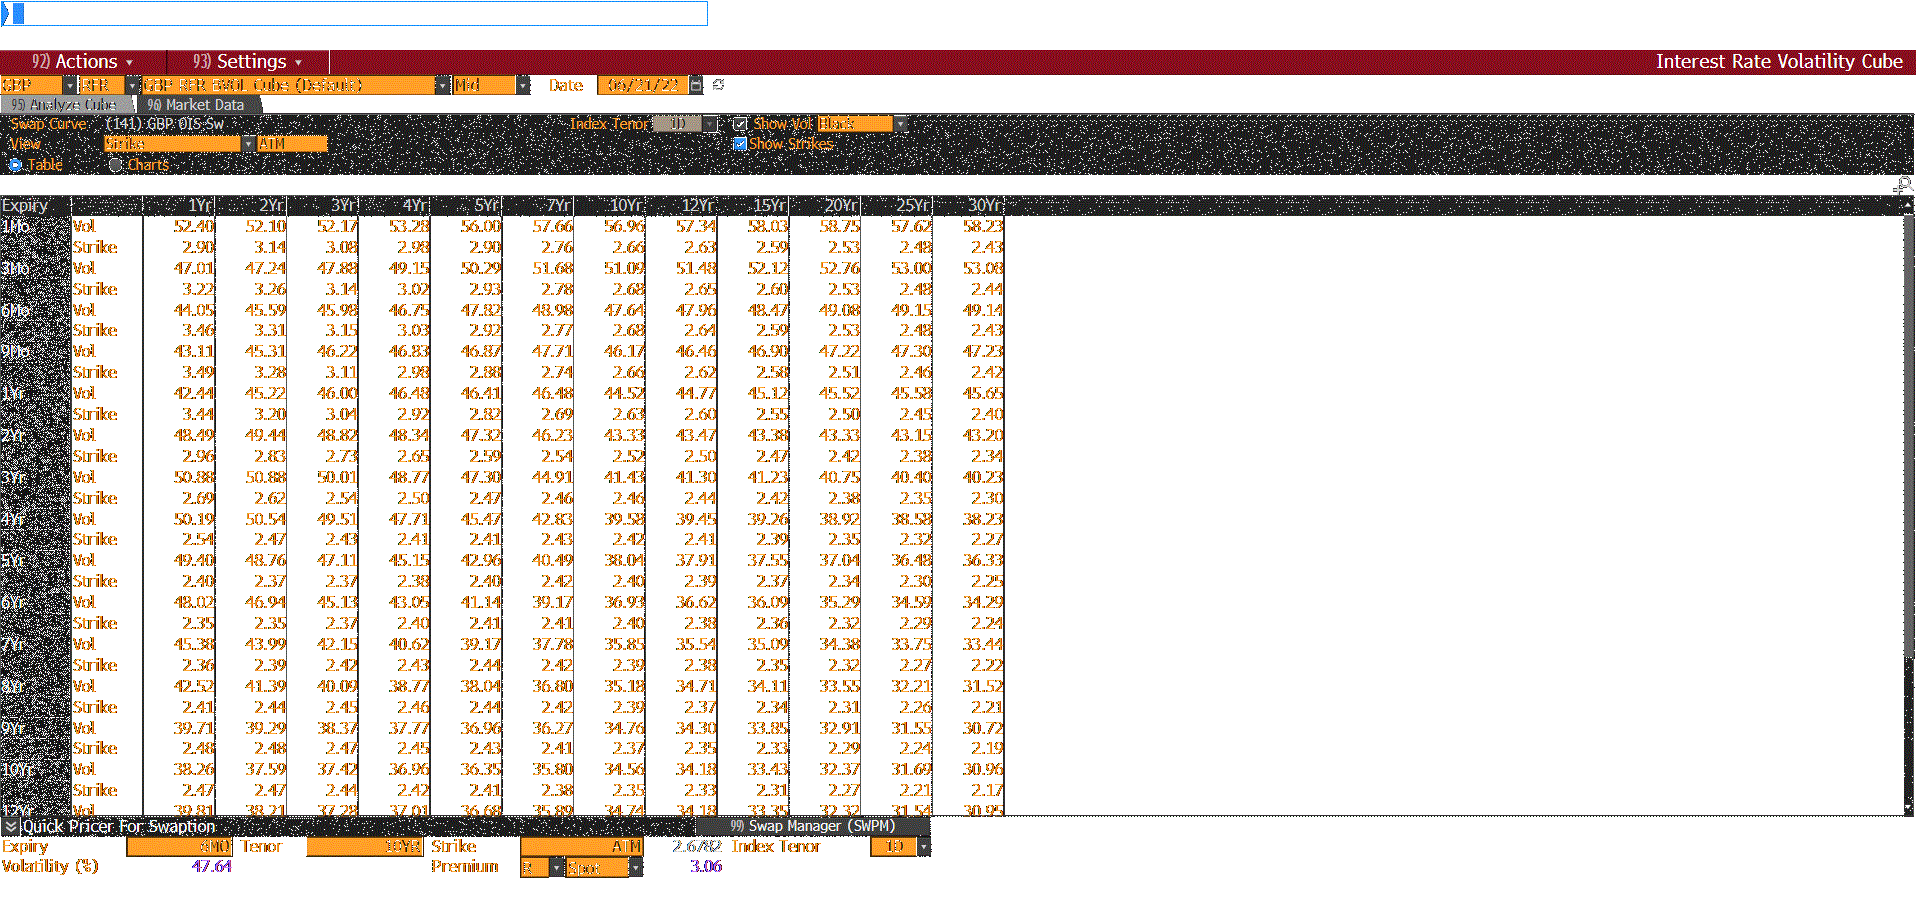 92) Actions 93) Settings Interest Rate Volatility Cube
GBP RFR GBP RFR BVOL Cube (Default) Mid Date 06/21/22
95) Analyze Cube 96) Market Data
Swap Curve (141) GBP OIS Sw Index Tenor 1D Show Vol Black
View Strike ATM Show Strikes
Table Charts
Expiry 1Yr 2Yr 3Yr 4Yr 5Yr 7Yr 10Yr 12Yr 15Yr 20Yr 25Yr 30Yr
1Mo Vol 52.40 52.10 52.17 53.28 56.00 57.66 56.96 57.34 58.03 58.75 57.62 58.23
Strike 2.90 3.14 3.08 2.98 2.90 2.76 2.66 2.63 2.59 2.53 2.48 2.43
3Mo Vol 47.01 47.24 47.88 49.15 50.29 51.68 51.09 51.48 52.12 52.76 53.00 53.08
Strike 3.22 3.26 3.14 3.02 2.93 2.78 2.68 2.65 2.60 2.53 2.48 2.44
6Mo Vol 44.05 45.59 45.98 46.75 47.82 48.98 47.64 47.96 48.47 49.08 49.15 49.14
Strike 3.46 3.31 3.15 3.03 2.92 2.77 2.68 2.64 2.59 2.53 2.48 2.43
9Mo Vol 43.11 45.31 46.22 46.83 46.87 47.71 46.17 46.46 46.90 47.22 47.30 47.23
Strike 3.49 3.28 3.11 2.98 2.88 2.74 2.66 2.62 2.58 2.51 2.46 2.42
1Yr Vol 42.44 45.22 46.00 46.48 46.41 46.48 44.52 44.77 45.12 45.52 45.58 45.65
Strike 3.44 3.20 3.04 2.92 2.82 2.69 2.63 2.60 2.55 2.50 2.45 2.40
2Yr Vol 48.49 49.44 48.82 48.34 47.32 46.23 43.33 43.47 43.38 43.33 43.15 43.20
Strike 2.96 2.83 2.73 2.65 2.59 2.54 2.52 2.50 2.47 2.42 2.38 2.34
3Yr Vol 50.88 50.88 50.01 48.77 47.30 44.91 41.43 41.30 41.23 40.75 40.40 40.23
Strike 2.69 2.62 2.54 2.50 2.47 2.46 2.46 2.44 2.42 2.38 2.35 2.30
4Yr Vol 50.19 50.54 49.51 47.71 45.47 42.83 39.58 39.45 39.26 38.92 38.58 38.23
Strike 2.54 2.47 2.43 2.41 2.41 2.43 2.42 2.41 2.39 2.35 2.32 2.27
5Yr Vol 49.40 48.76 47.11 45.15 42.96 40.49 38.04 37.91 37.55 37.04 36.48 36.33
Strike 2.40 2.37 2.37 2.38 2.40 2.42 2.40 2.39 2.37 2.34 2.30 2.25
6Yr Vol 48.02 46.94 45.13 43.05 41.14 39.17 36.93 36.62 36.09 35.29 34.59 34.29
Strike 2.35 2.35 2.37 2.40 2.41 2.41 2.40 2.38 2.36 2.32 2.29 2.24
7Yr Vol 45.38 43.99 42.15 40.62 39.17 37.78 35.85 35.54 35.09 34.38 33.75 33.44
Strike 2.36 2.39 2.42 2.43 2.44 2.42 2.39 2.38 2.35 2.32 2.27 2.22
8Yr Vol 42.52 41.39 40.09 38.77 38.04 36.80 35.18 34.71 34.11 33.55 32.21 31.52
Strike 2.41 2.44 2.45 2.46 2.44 2.42 2.39 2.37 2.34 2.31 2.26 2.21
9Yr Vol 39.71 39.29 38.37 37.77 36.96 36.27 34.76 34.30 33.85 32.91 31.55 30.72
Strike 2.48 2.48 2.47 2.45 2.43 2.41 2.37 2.35 2.33 2.29 2.24 2.19
10Yr Vol 38.26 37.59 37.42 36.96 36.35 35.80 34.56 34.18 33.43 32.37 31.69 30.96
Strike 2.47 2.47 2.44 2.42 2.41 2.38 2.35 2.33 2.31 2.27 2.21 2.17
12Yr Vol 39.81 38.21 37.28 37.01 36.68 35.89 34.74 34.18 33.35 32.32 31.54 30.95
Quick Pricer For Swaption 99) Swap Manager (SWPM)
Expiry 6MO Tenor 10YR Strike ATM 2.6782 Index Tenor 1D
Volatility (%) 47.64 Premium R Spot 3.06